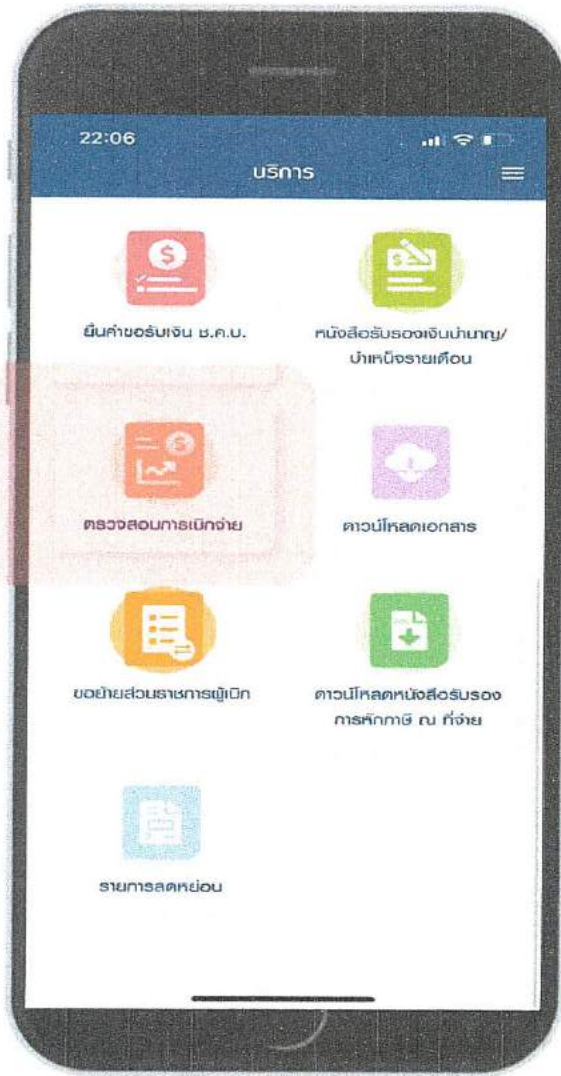 22:06
บริการ
ยื่นคำขอรับเงิน ช.ค.บ.
หนังสือรับรองเงินบำนาญ/
บำเหน็จรายเดือน
ตรวจสอบการเบิกจ่าย
ดาวน์โหลดเอกสาร
ขอย้ายส่วนราชการผู้เบิก
ดาวน์โหลดหนังสือรับรอง
การหักภาษี ณ ที่จ่าย
รายการลดหย่อน